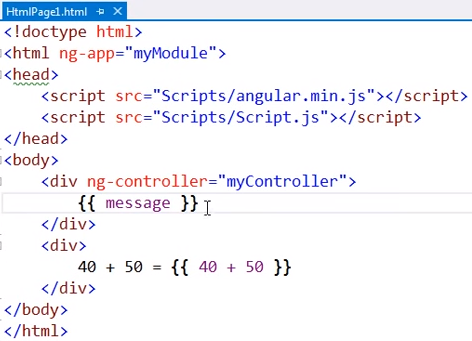 HtmlPage1.html
<!doctype html>
<html ng-app="myModule">
<head>
    <script src="Scripts/angular.min.js"></script>
    <script src="Scripts/Script.js"></script>
</head>
<body>
    <div ng-controller="myController">
        {{ message }}
    </div>
    <div>
        40 + 50 = {{ 40 + 50 }}
    </div>
</body>
</html>